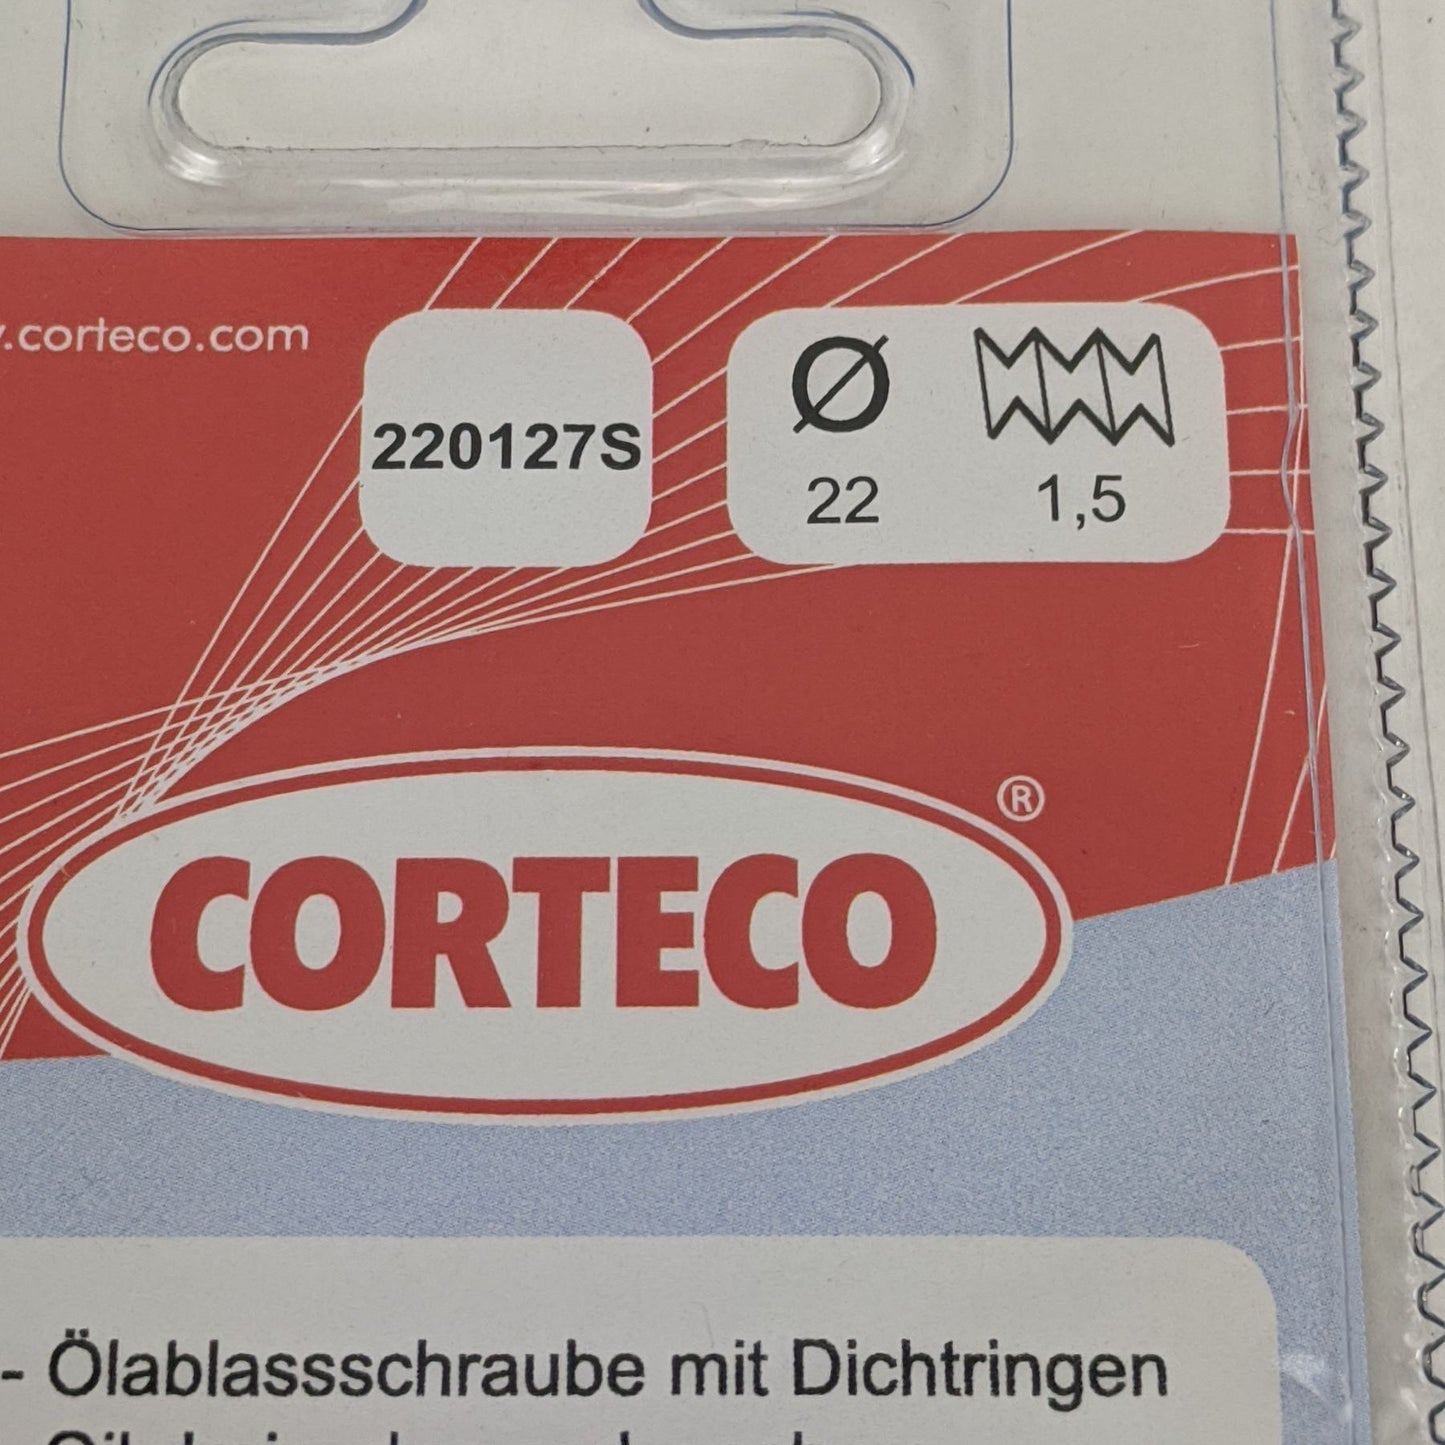 .corteco.com
220127S
Ø
22
1,5
CORTECO®
- Ölablassschraube mit Dichtringen